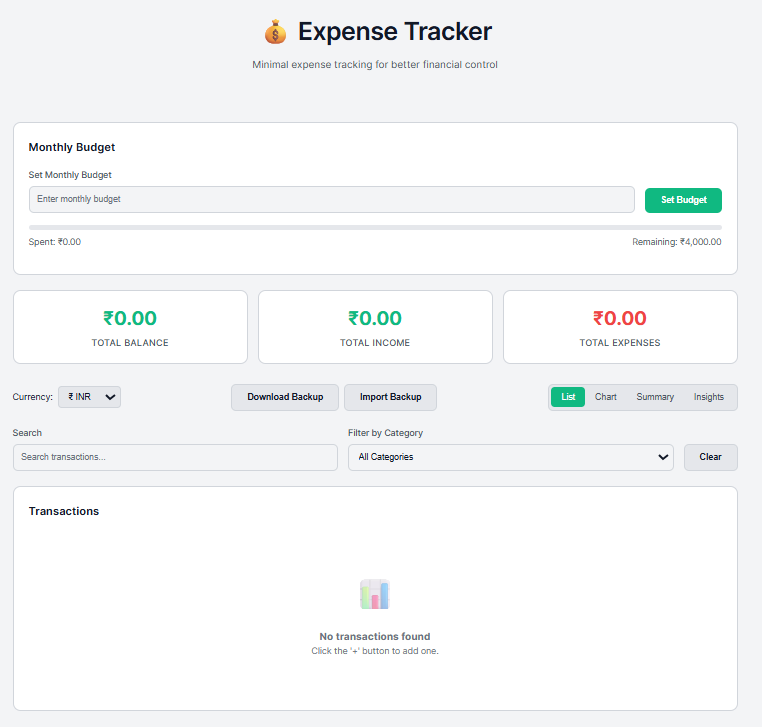 Expense Tracker
Minimal expense tracking for better financial control
Monthly Budget
Set Monthly Budget
Enter monthly budget
Set Budget
Spent: ₹0.00
Remaining: ₹4,000.00
₹0.00
TOTAL BALANCE
₹0.00
TOTAL INCOME
₹0.00
TOTAL EXPENSES
Currency:
₹ INR
Download Backup
Import Backup
List
Chart
Summary
Insights
Search
Search transactions...
Filter by Category
All Categories
Clear
Transactions
No transactions found
Click the '+' button to add one.